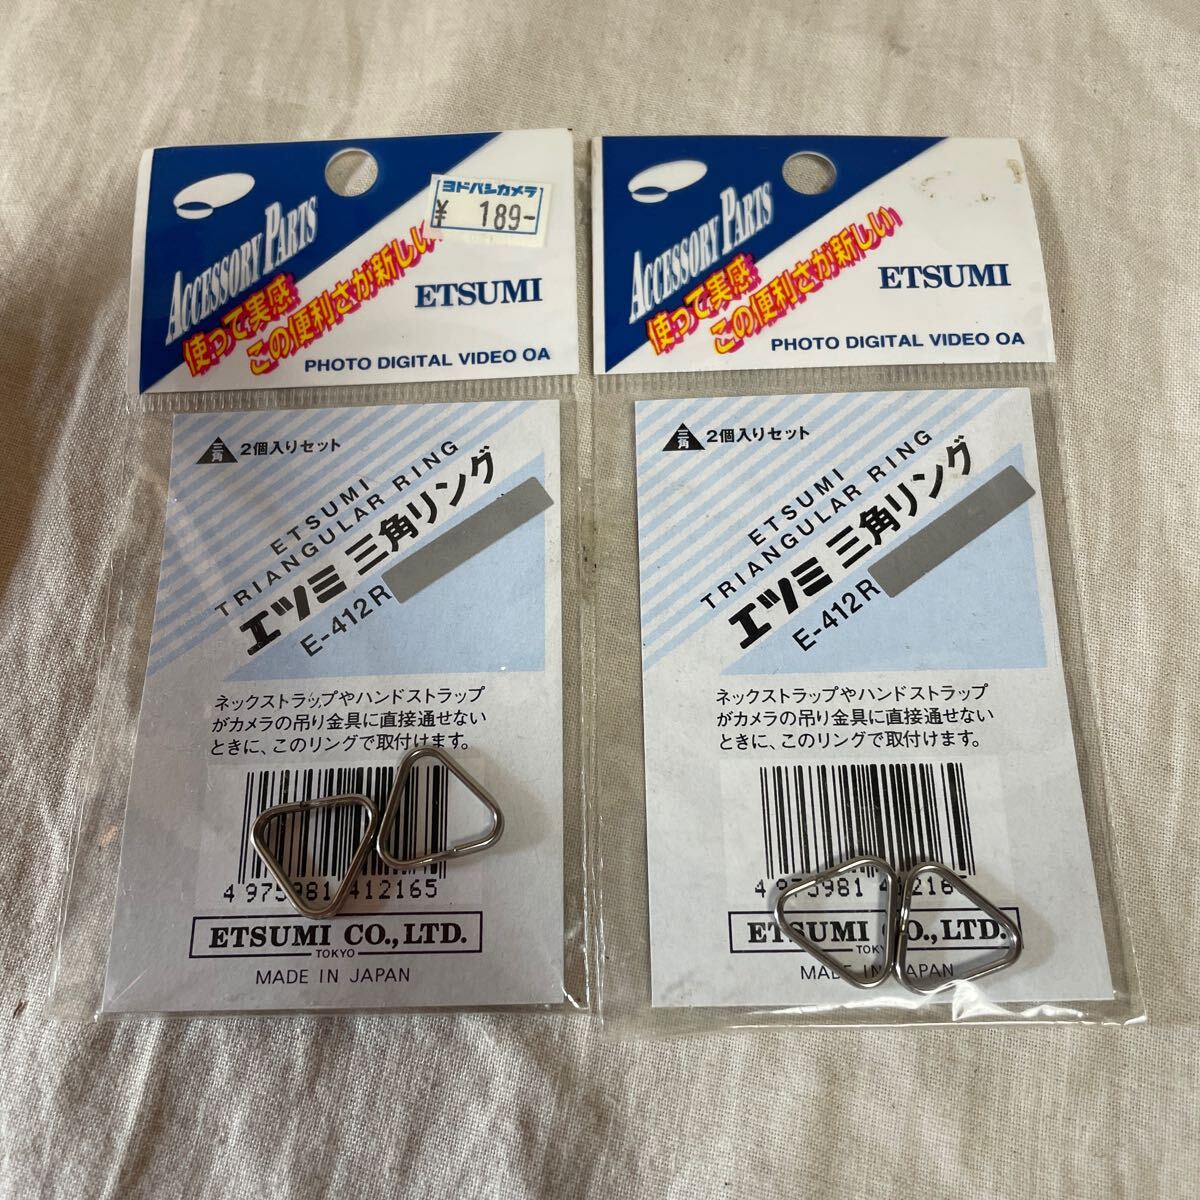 ヨドバシカメラ
¥ 189-
ACCESSORY PARTS
使って実感
この便利さが新しい
ETSUMI
PHOTO DIGITAL VIDEO OA
三角
2個入りセット
ETSUMI
TRIANGULAR RING
エツミ 三角リング
E-412R
ネックストラップやハンドストラップ
がカメラの吊り金具に直接通せない
ときに、このリングで取付けます。
4 975981 412165
ETSUMI CO.,LTD.
TOKYO
MADE IN JAPAN
ACCESSORY PARTS
使って実感
この便利さが新しい
ETSUMI
PHOTO DIGITAL VIDEO OA
三角
2個入りセット
ETSUMI
TRIANGULAR RING
エツミ 三角リング
E-412R
ネックストラップやハンドストラップ
がカメラの吊り金具に直接通せない
ときに、このリングで取付けます。
4 975981 412165
ETSUMI CO.,LTD.
TOKYO
MADE IN JAPAN